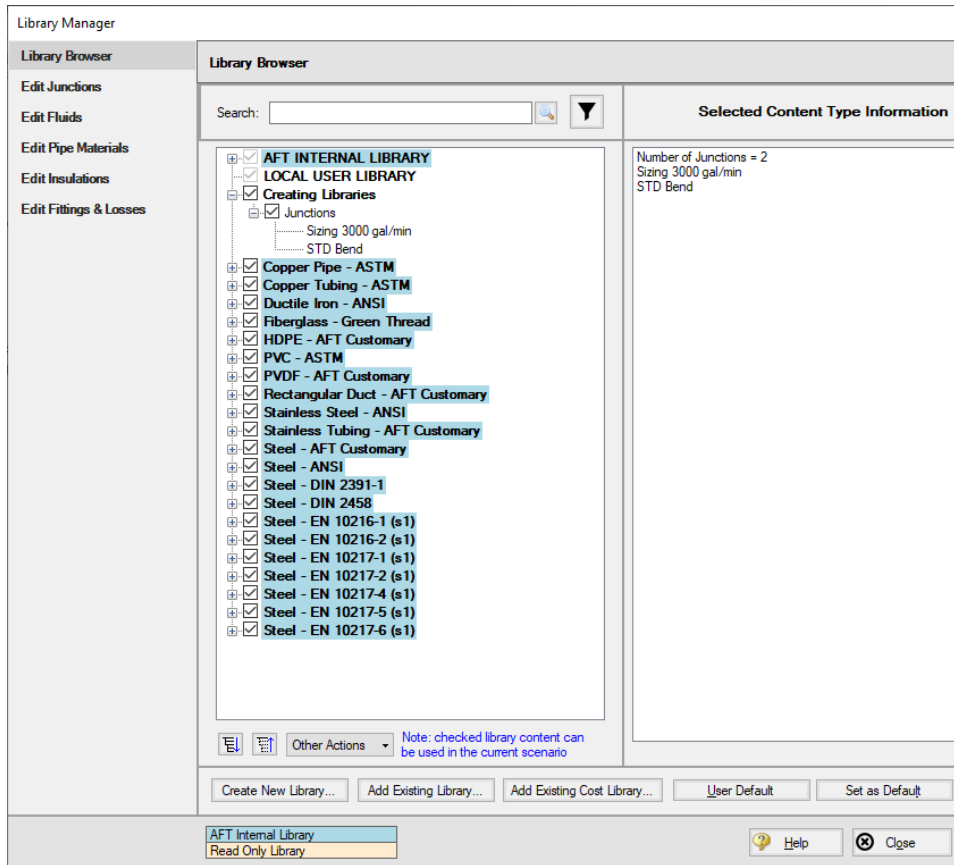 Library Manager
Library Browser
Edit Junctions
Edit Fluids
Edit Pipe Materials
Edit Insulations
Edit Fittings & Losses
Library Browser
Search:
AFT INTERNAL LIBRARY
LOCAL USER LIBRARY
Creating Libraries
Junctions
Sizing 3000 gal/min
STD Bend
Copper Pipe - ASTM
Copper Tubing - ASTM
Ductile Iron - ANSI
Fiberglass - Green Thread
HDPE - AFT Customary
PVC - ASTM
PVDF - AFT Customary
Rectangular Duct - AFT Customary
Stainless Steel - ANSI
Stainless Tubing - AFT Customary
Steel - AFT Customary
Steel - ANSI
Steel - DIN 2391-1
Steel - DIN 2458
Steel - EN 10216-1 (s1)
Steel - EN 10216-2 (s1)
Steel - EN 10217-1 (s1)
Steel - EN 10217-2 (s1)
Steel - EN 10217-4 (s1)
Steel - EN 10217-5 (s1)
Steel - EN 10217-6 (s1)
Other Actions
Note: checked library content can
be used in the current scenario
Selected Content Type Information
Number of Junctions = 2
Sizing 3000 gal/min
STD Bend
Create New Library... Add Existing Library... Add Existing Cost Library... User Default Set as Default
AFT Internal Library
Read Only Library
Help Close